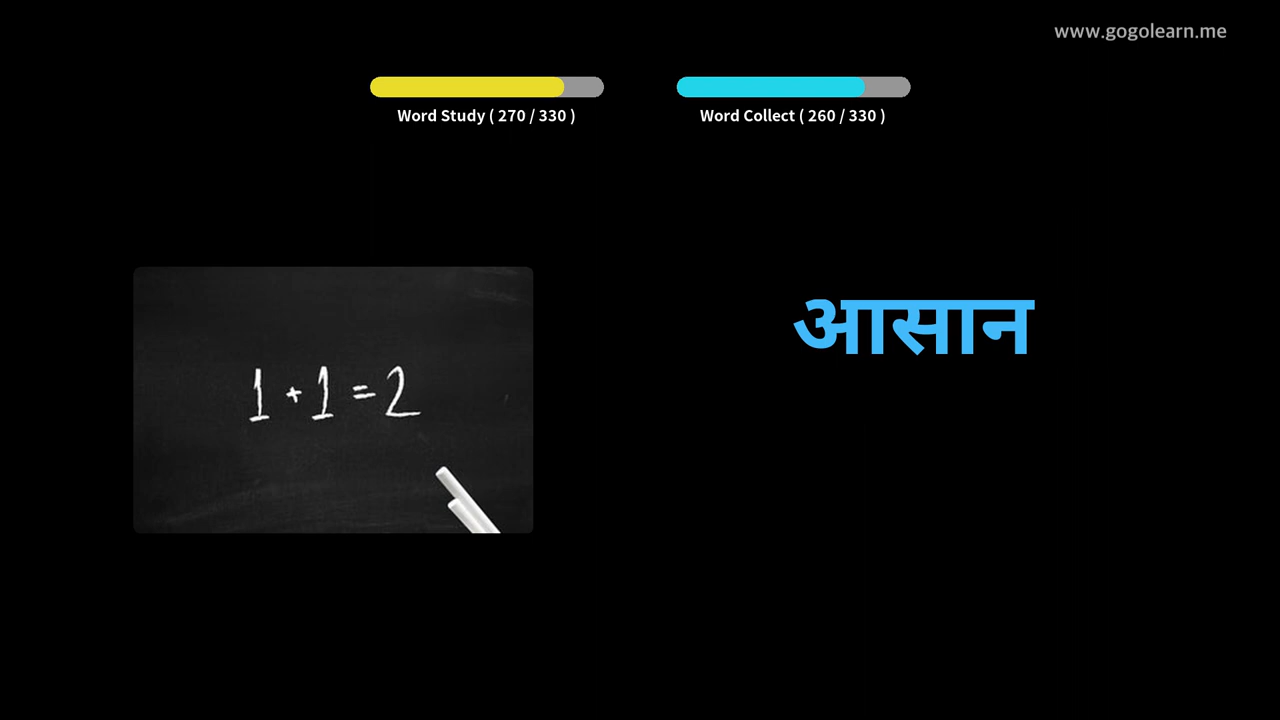 www.gogolearn.me
Word Study ( 270 / 330 )
Word Collect ( 260 / 330 )
आसान
1 + 1 = 2